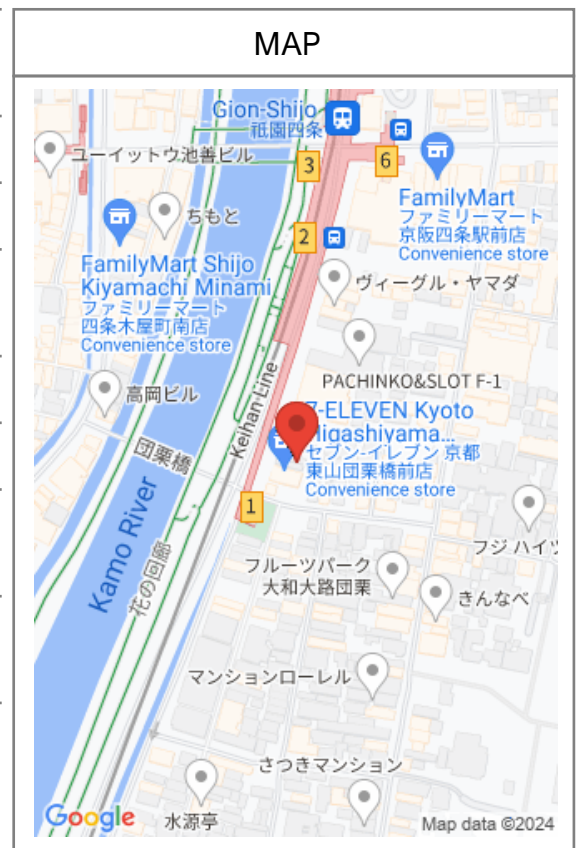 MAP
Gion-Shijo
祇園四条
ユーイットウ池善ビル
3
6
FamilyMart
ファミリーマート
京阪四条駅前店
Convenience store
ちもと
2
FamilyMart Shijo
Kiyamachi Minami
ファミリーマート
四条木屋町南店
Convenience store
ヴィーグル・ヤマダ
PACHINKO&SLOT F-1
高岡ビル
Keihan Line
7-ELEVEN Kyoto
Higashiyama...
セブン-イレブン 京都
東山団栗橋前店
Convenience store
団栗橋
1
Kamo River
花の回廊
フジ ハイツ
フルーツパーク
大和大路団栗
きんなべ
マンションローレル
さつきマンション
水源亭
Google
Map data ©2024